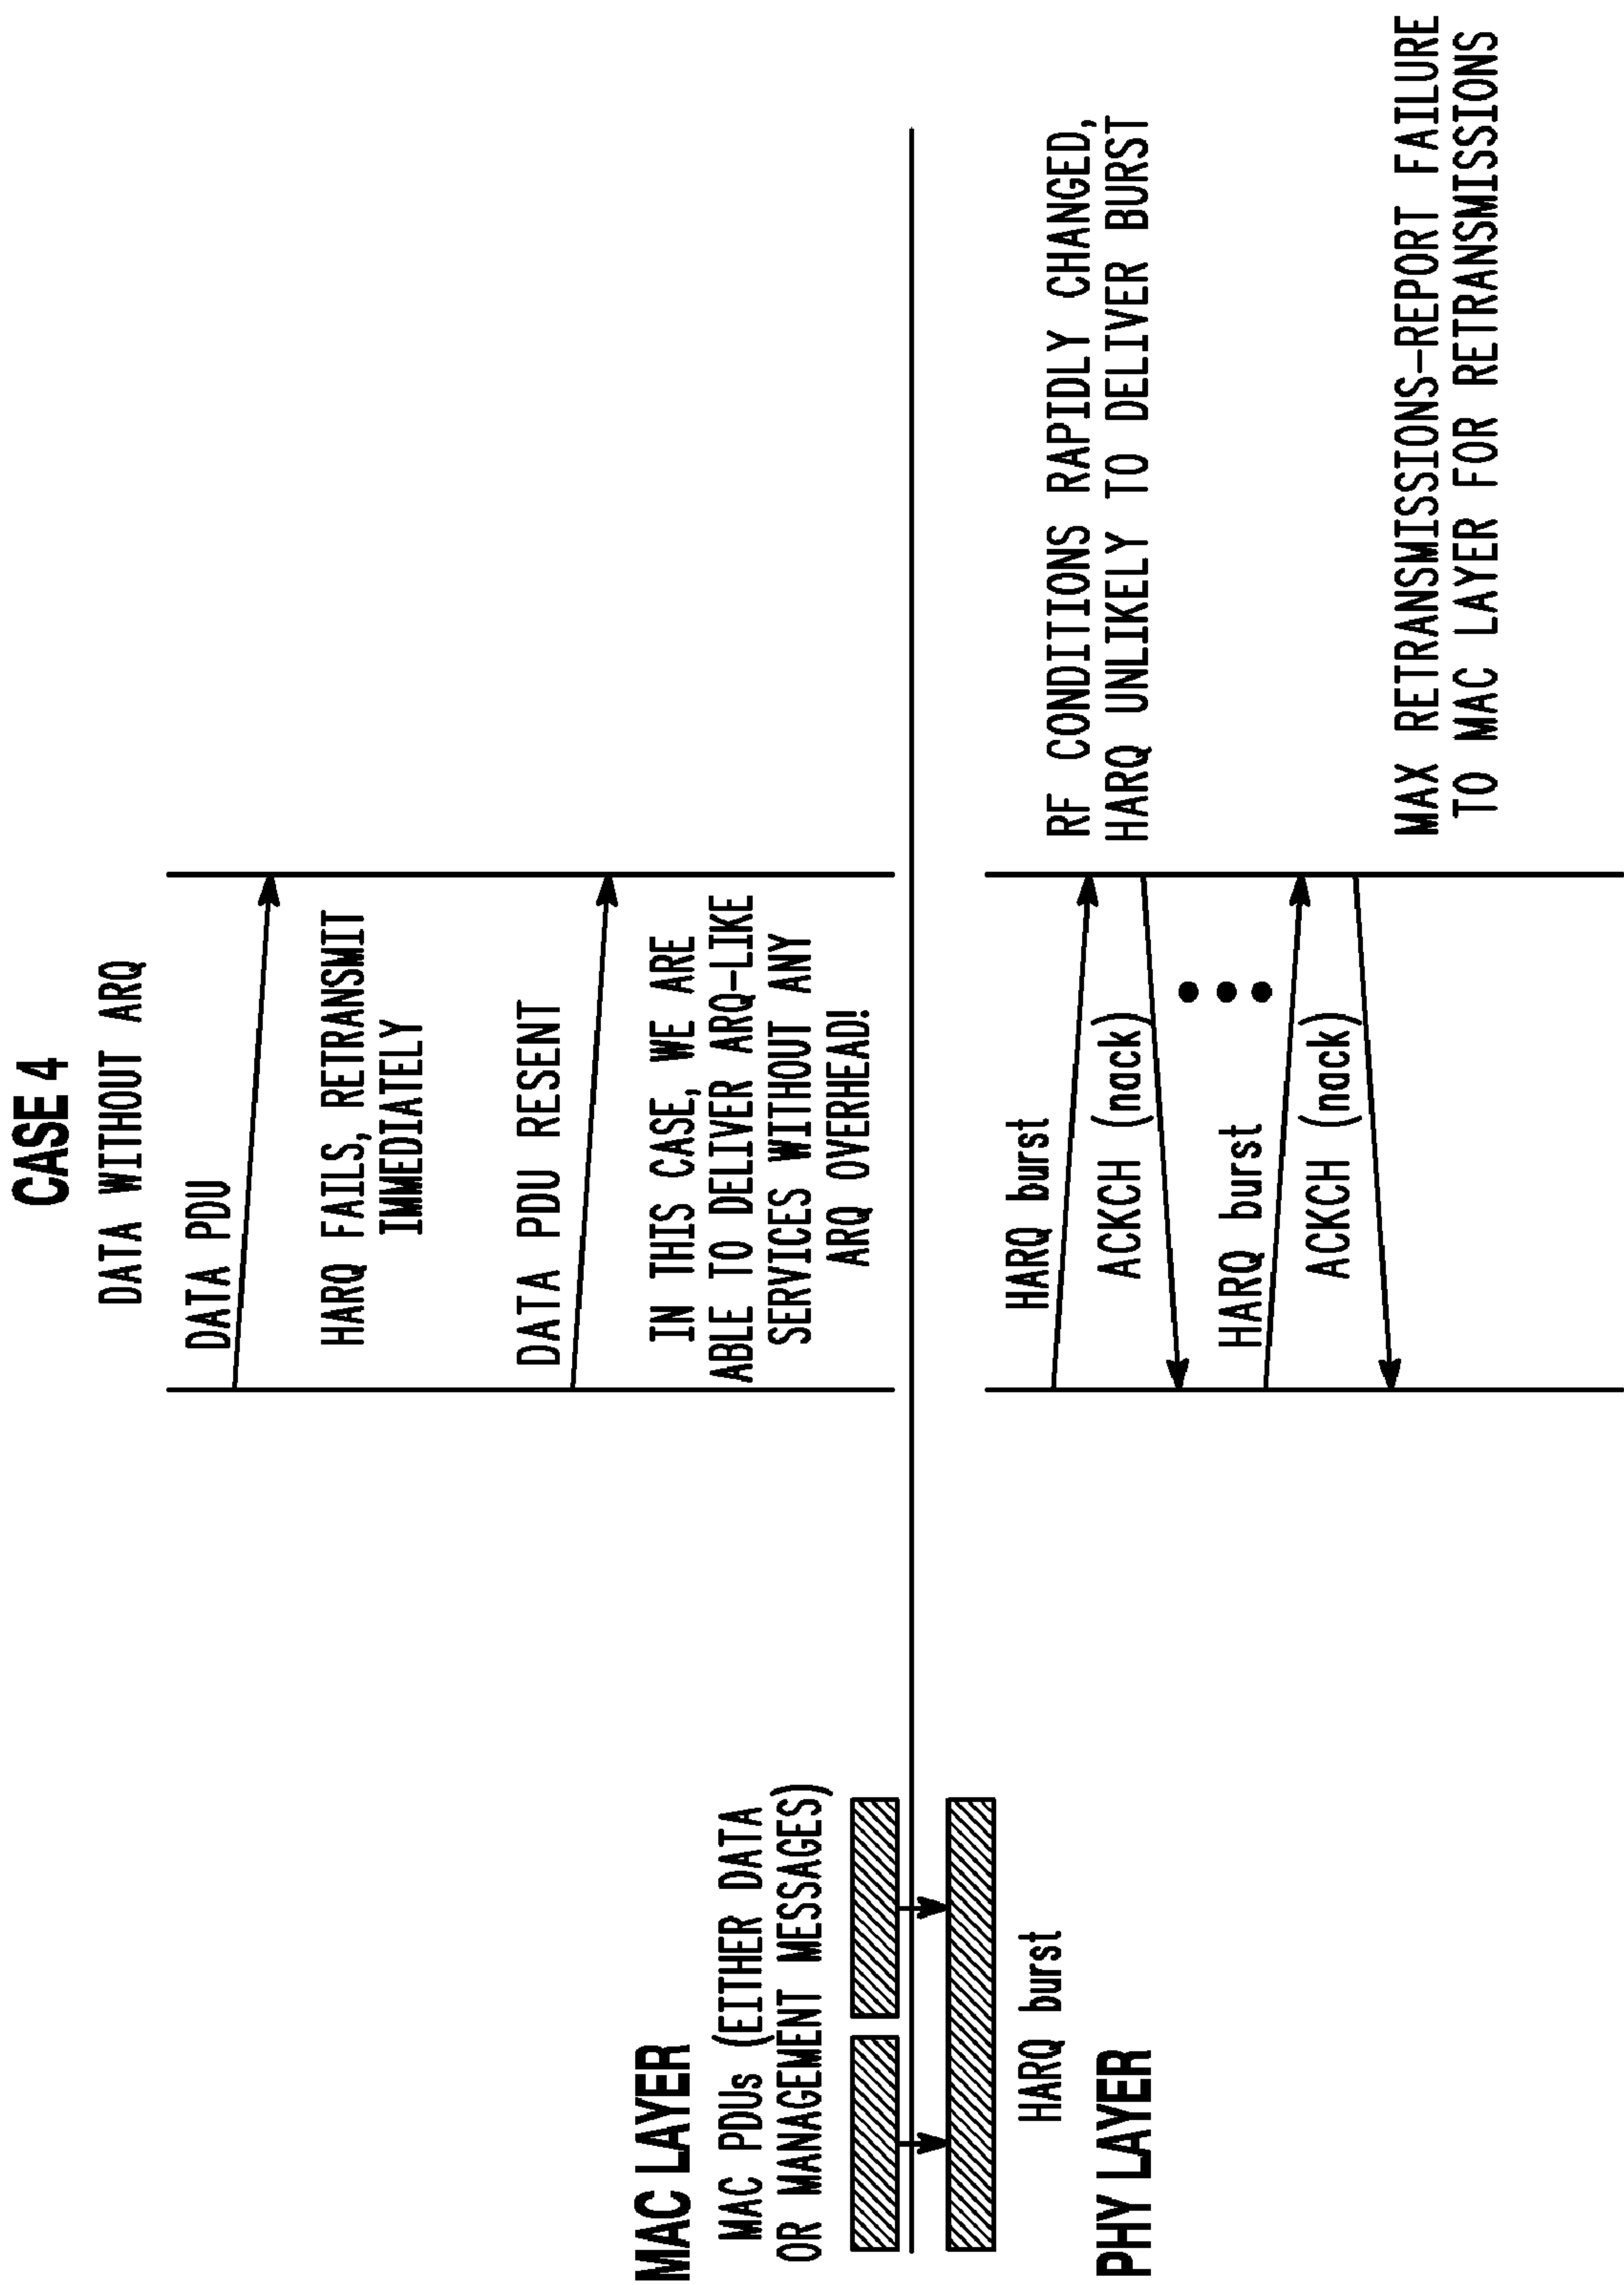 CASE 4
DATA WITHOUT ARQ
DATA PDU
HARQ FAILS, RETRANSMIT
IMMEDIATELY
DATA PDU RESENT
IN THIS CASE, WE ARE
ABLE TO DELIVER ARQ-LIKE
SERVICES WITHOUT ANY
ARQ OVERHEAD!
MAC LAYER
MAC PDUs (EITHER DATA
OR MANAGEMENT MESSAGES)
HARQ burst
PHY LAYER
HARQ burst
ACKCH (nack)
HARQ burst
ACKCH (nack)
RF CONDITIONS RAPIDLY CHANGED,
HARQ UNLIKELY TO DELIVER BURST
MAX RETRANSMISSIONS-REPORT FAILURE
TO MAC LAYER FOR RETRANSMISSIONS